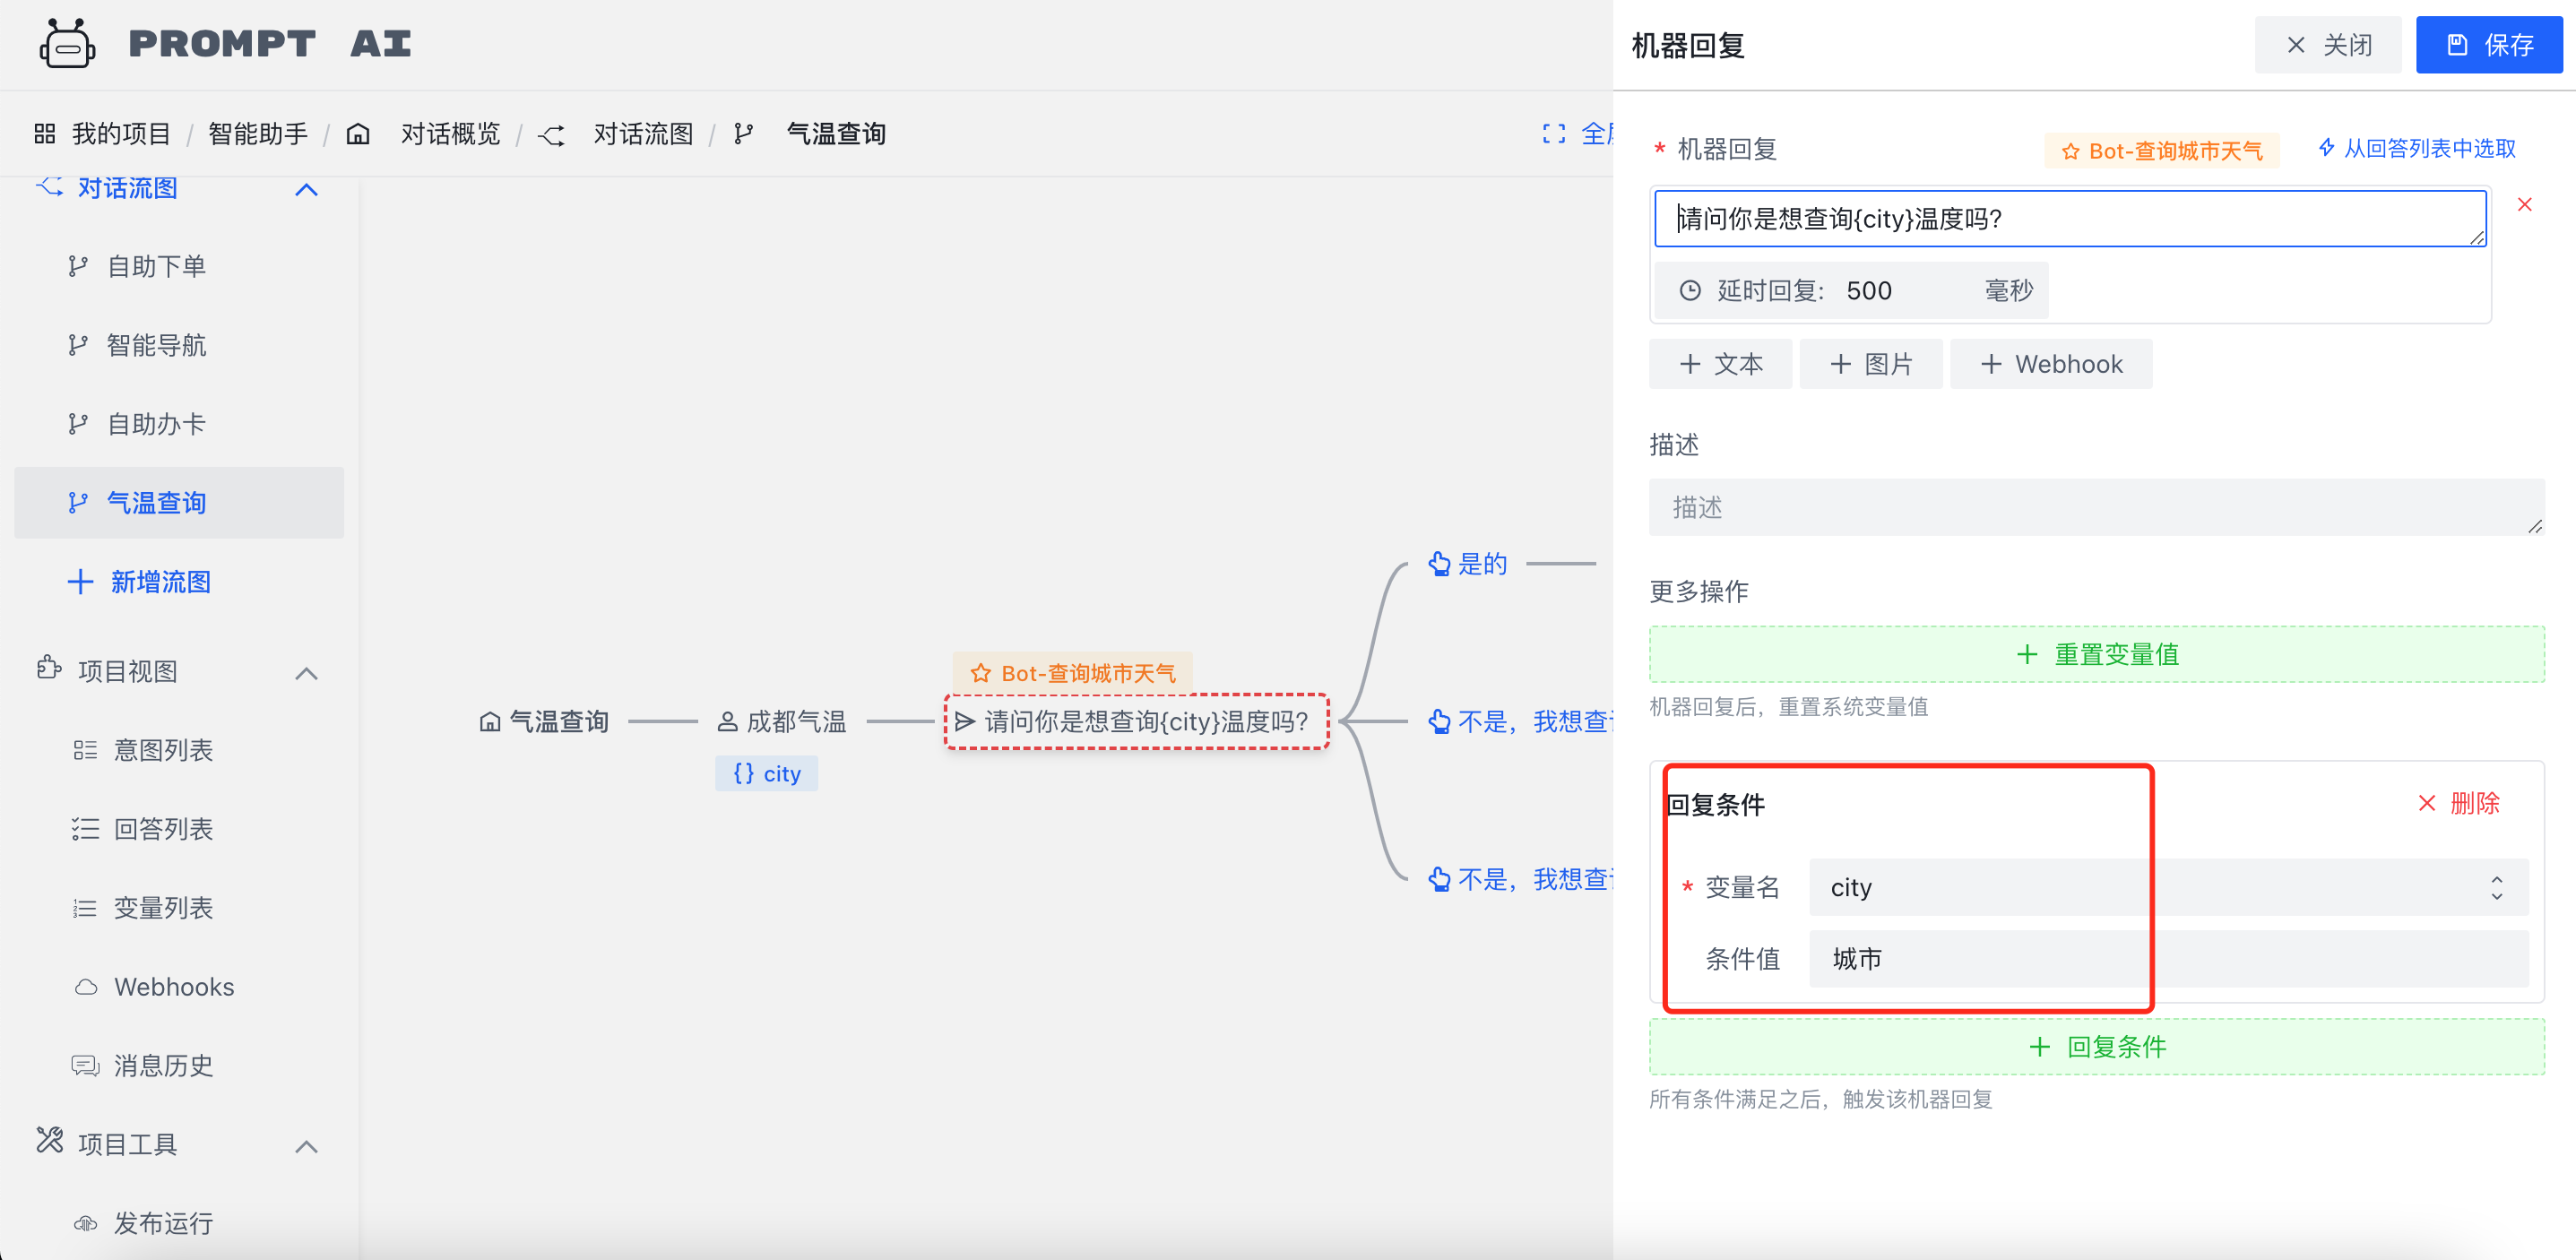 PROMPT AI
我的项目 / 智能助手 / 对话概览 / 对话流图 / 气温查询
对话流图
自助下单
智能导航
自助办卡
气温查询
新增流图
项目视图
意图列表
回答列表
变量列表
Webhooks
消息历史
项目工具
发布运行
气温查询
成都气温
{} city
Bot-查询城市天气
请问你是想查询{city}温度吗?
是的
不是，我想查
不是，我想查
机器回复
关闭
保存
* 机器回复
Bot-查询城市天气
从回答列表中选取
请问你是想查询{city}温度吗?
延时回复: 500 毫秒
文本
图片
Webhook
描述
描述
更多操作
重置变量值
机器回复后，重置系统变量值
回复条件
删除
* 变量名 city
条件值 城市
回复条件
所有条件满足之后，触发该机器回复